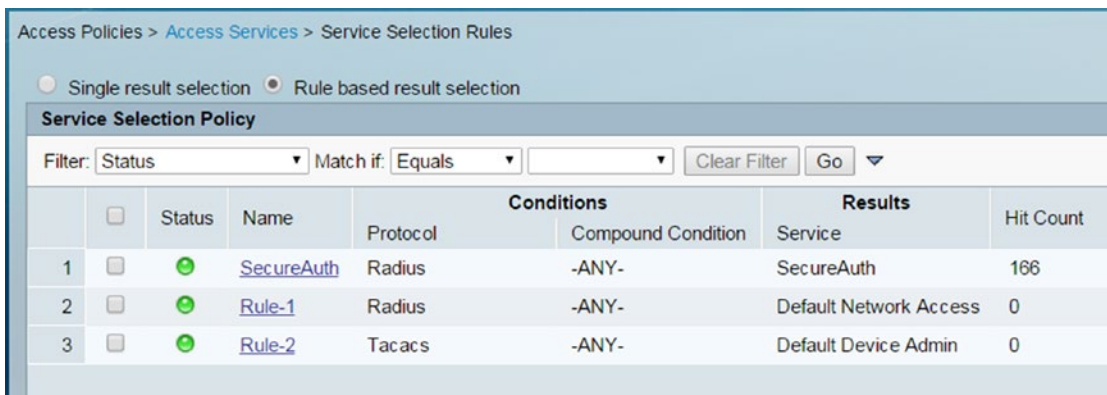 Access Policies > Access Services > Service Selection Rules
Single result selection Rule based result selection
Service Selection Policy
Filter: Status Match if: Equals Clear Filter Go
Conditions Results
Status Name Protocol Compound Condition Service Hit Count
1 SecureAuth Radius -ANY- SecureAuth 166
2 Rule-1 Radius -ANY- Default Network Access 0
3 Rule-2 Tacacs -ANY- Default Device Admin 0